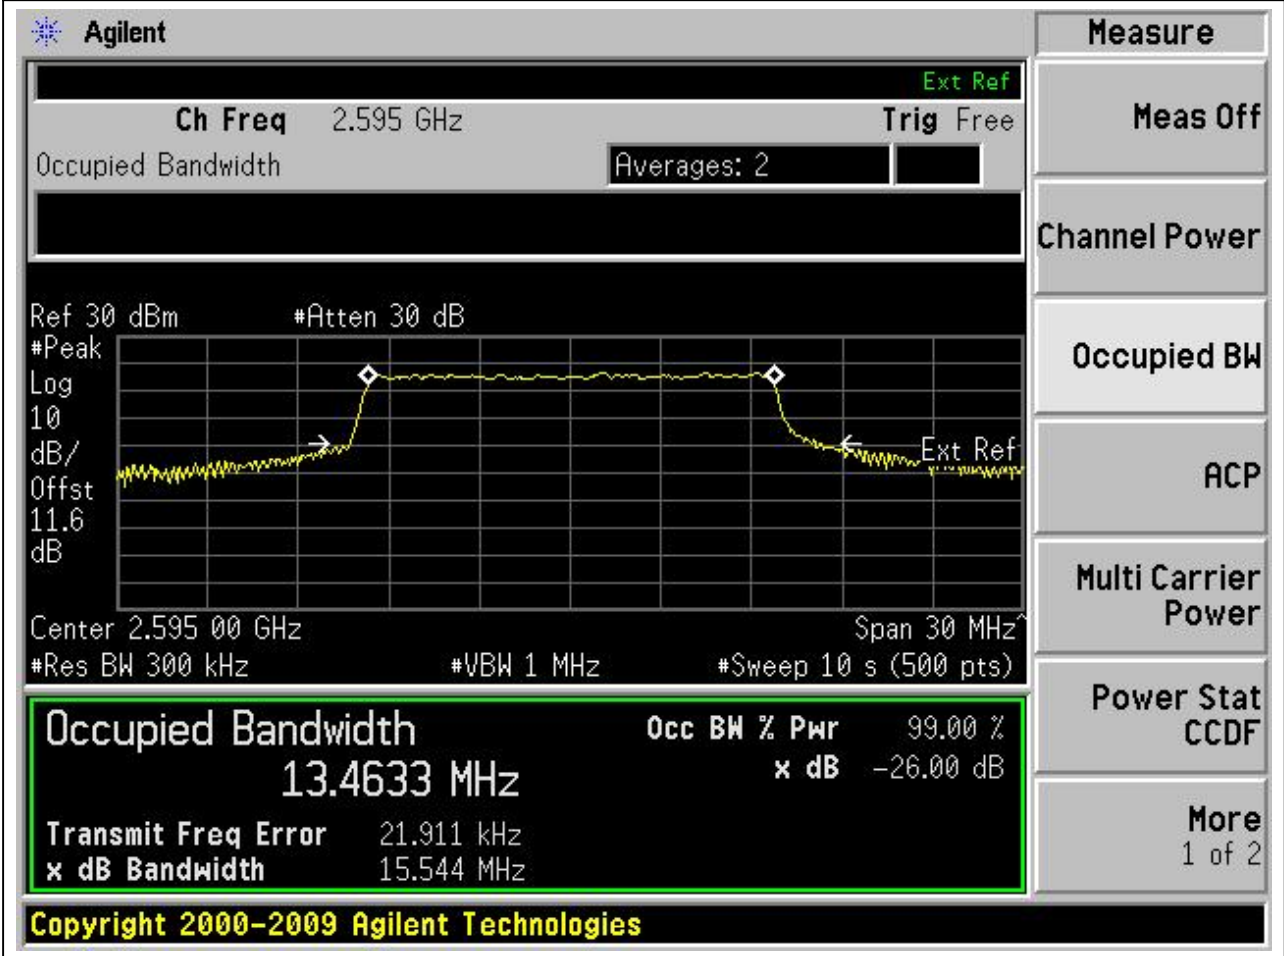 Agilent
Measure
Ext Ref
Ch Freq 2.595 GHz
Trig Free
Occupied Bandwidth
Averages: 2
Meas Off
Channel Power
Occupied BW
ACP
Multi Carrier
Power
Power Stat
CCDF
More
1 of 2
Ref 30 dBm
#Atten 30 dB
#Peak
Log
10
dB/
Offst
11.6
dB
Ext Ref
Center 2.595 00 GHz
Span 30 MHz^
#Res BW 300 kHz
#VBW 1 MHz
#Sweep 10 s (500 pts)
Occupied Bandwidth
13.4633 MHz
Occ BW % Pwr 99.00 %
x dB -26.00 dB
Transmit Freq Error 21.911 kHz
x dB Bandwidth 15.544 MHz
Copyright 2000-2009 Agilent Technologies